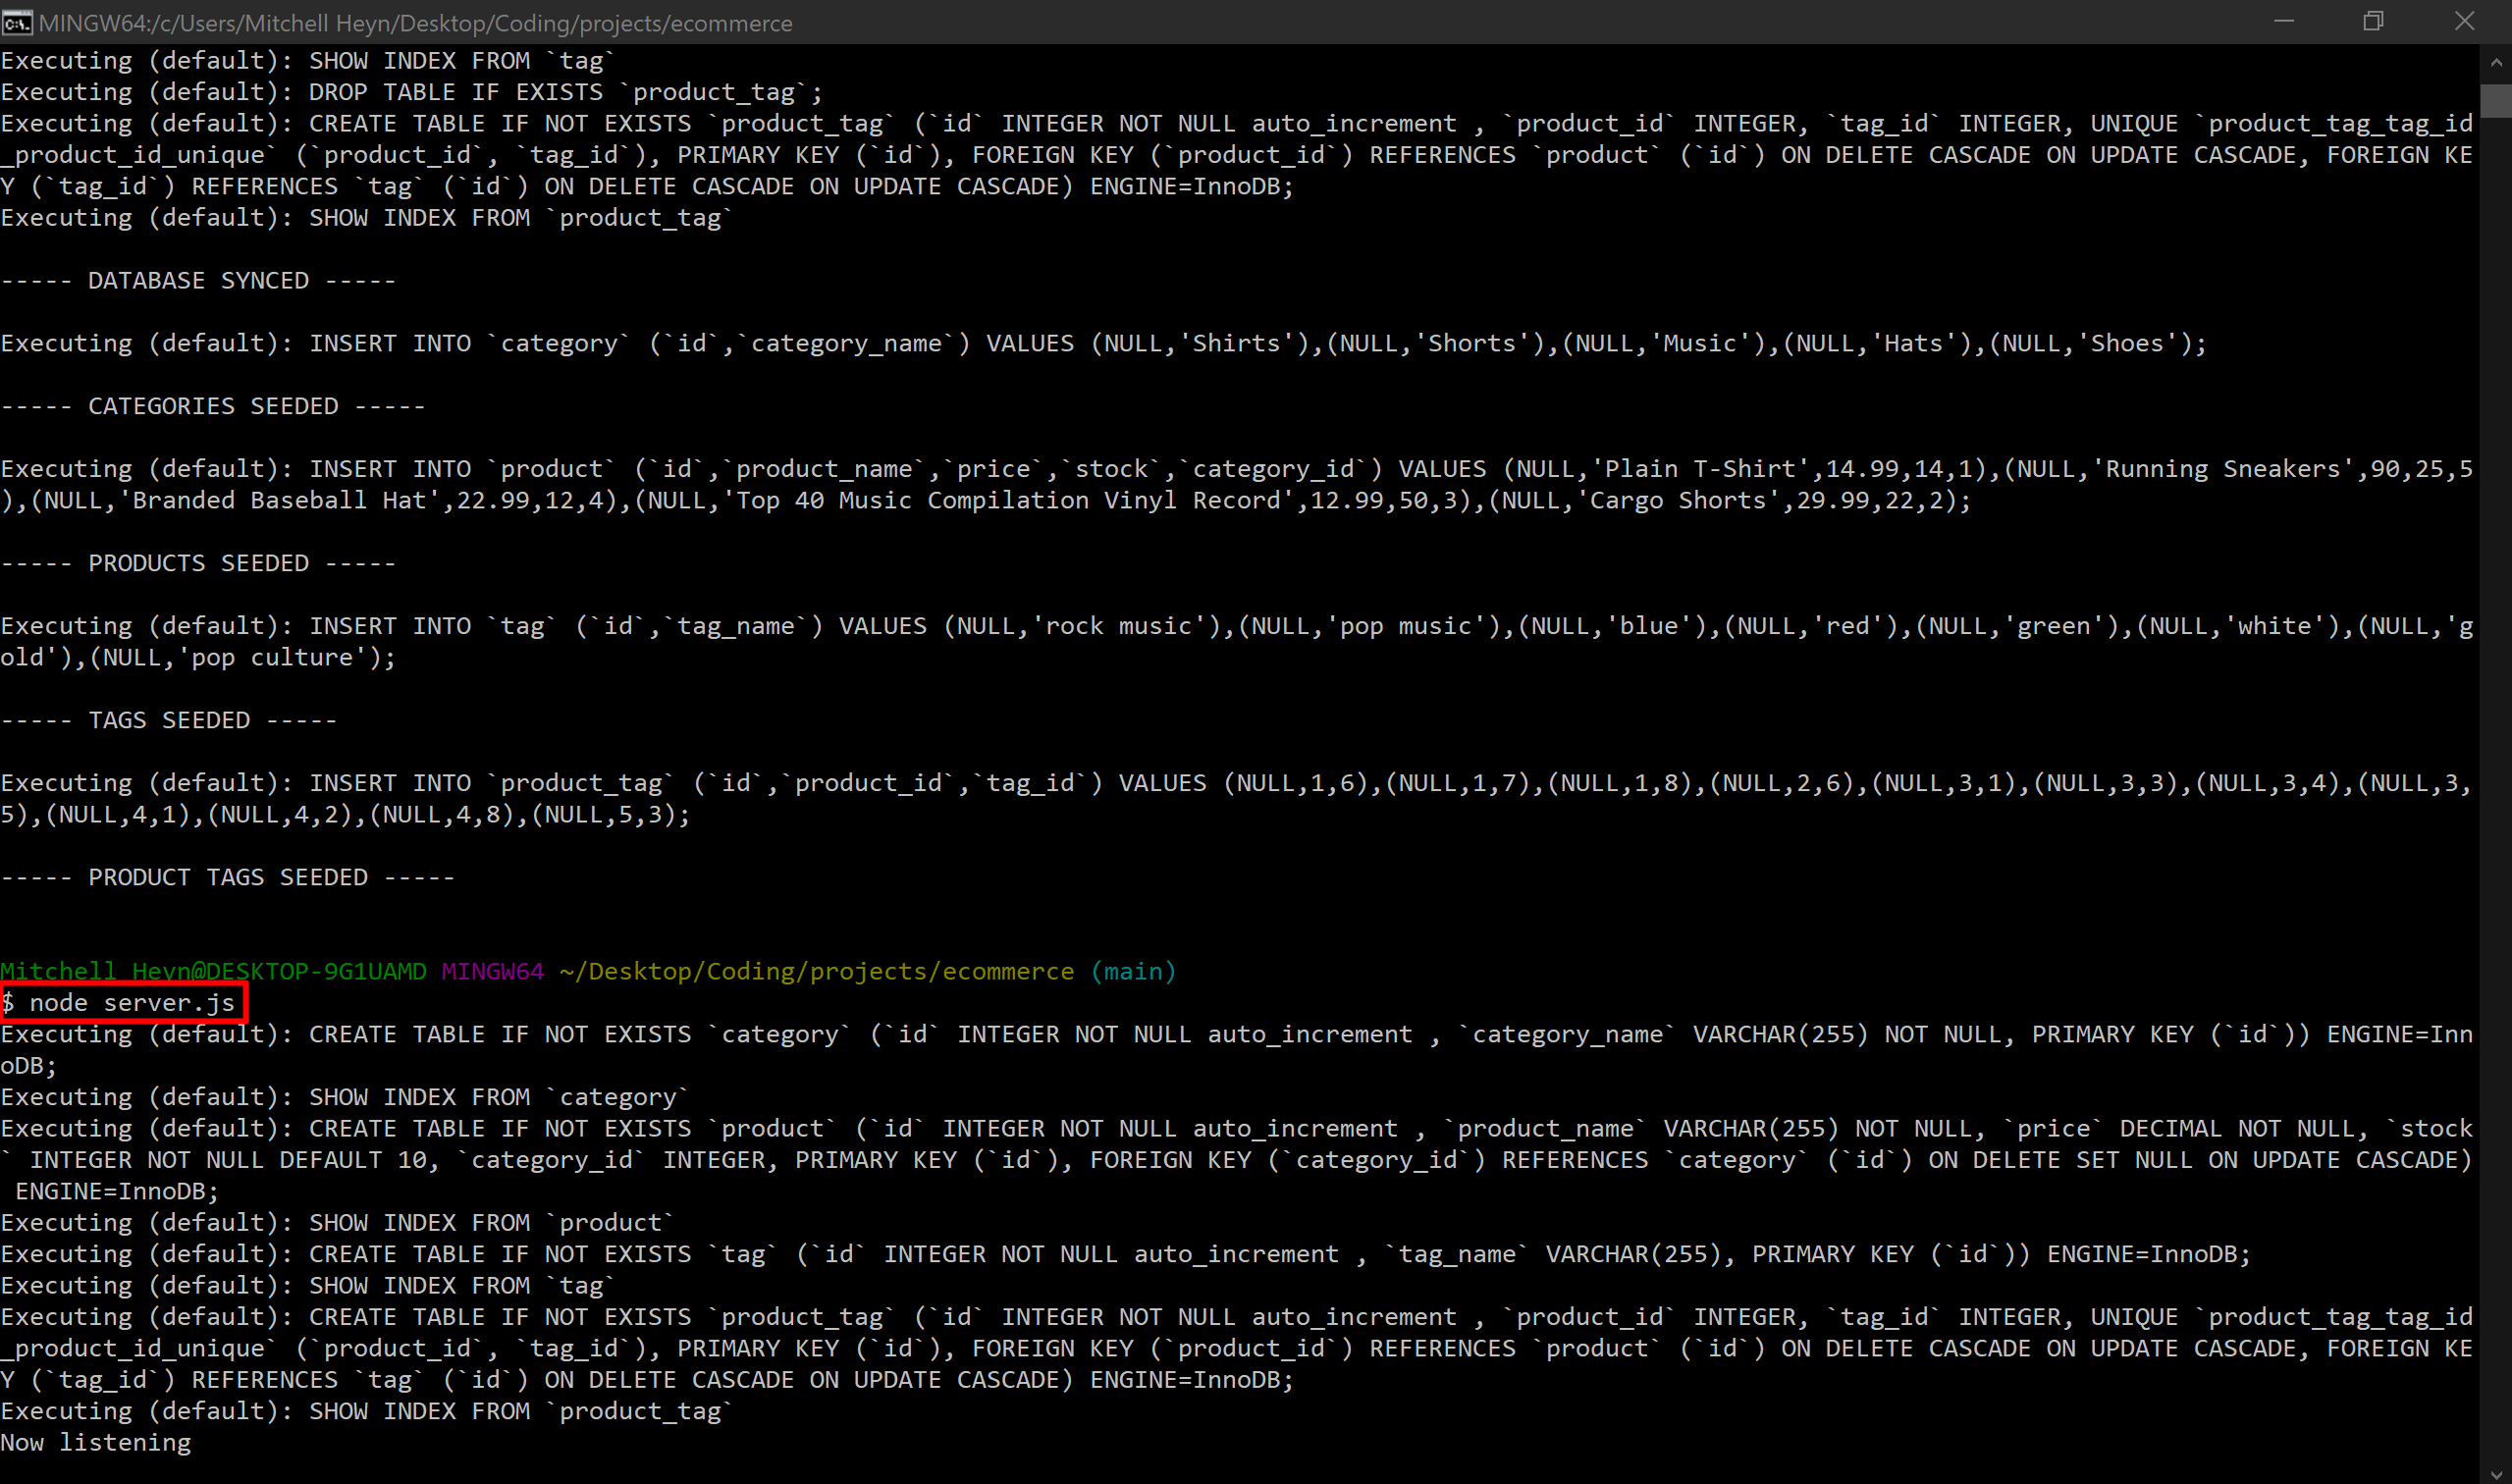 MINGW64:/c/Users/Mitchell Heyn/Desktop/Coding/projects/ecommerce
Executing (default): SHOW INDEX FROM `tag`
Executing (default): DROP TABLE IF EXISTS `product_tag`;
Executing (default): CREATE TABLE IF NOT EXISTS `product_tag` (`id` INTEGER NOT NULL auto_increment , `product_id` INTEGER, `tag_id` INTEGER, UNIQUE `product_tag_tag_id
_product_id_unique` (`product_id`, `tag_id`), PRIMARY KEY (`id`), FOREIGN KEY (`product_id`) REFERENCES `product` (`id`) ON DELETE CASCADE ON UPDATE CASCADE, FOREIGN KE
Y (`tag_id`) REFERENCES `tag` (`id`) ON DELETE CASCADE ON UPDATE CASCADE) ENGINE=InnoDB;
Executing (default): SHOW INDEX FROM `product_tag`
----- DATABASE SYNCED -----
Executing (default): INSERT INTO `category` (`id`,`category_name`) VALUES (NULL,'Shirts'),(NULL,'Shorts'),(NULL,'Music'),(NULL,'Hats'),(NULL,'Shoes');
----- CATEGORIES SEEDED -----
Executing (default): INSERT INTO `product` (`id`,`product_name`,`price`,`stock`,`category_id`) VALUES (NULL,'Plain T-Shirt',14.99,14,1),(NULL,'Running Sneakers',90,25,5
),(NULL,'Branded Baseball Hat',22.99,12,4),(NULL,'Top 40 Music Compilation Vinyl Record',12.99,50,3),(NULL,'Cargo Shorts',29.99,22,2);
----- PRODUCTS SEEDED -----
Executing (default): INSERT INTO `tag` (`id`,`tag_name`) VALUES (NULL,'rock music'),(NULL,'pop music'),(NULL,'blue'),(NULL,'red'),(NULL,'green'),(NULL,'white'),(NULL,'g
old'),(NULL,'pop culture');
----- TAGS SEEDED -----
Executing (default): INSERT INTO `product_tag` (`id`,`product_id`,`tag_id`) VALUES (NULL,1,6),(NULL,1,7),(NULL,1,8),(NULL,2,6),(NULL,3,1),(NULL,3,3),(NULL,3,4),(NULL,3,
5),(NULL,4,1),(NULL,4,2),(NULL,4,8),(NULL,5,3);
----- PRODUCT TAGS SEEDED -----
Mitchell Heyn@DESKTOP-9G1UAMD MINGW64 ~/Desktop/Coding/projects/ecommerce (main)
$ node server.js
Executing (default): CREATE TABLE IF NOT EXISTS `category` (`id` INTEGER NOT NULL auto_increment , `category_name` VARCHAR(255) NOT NULL, PRIMARY KEY (`id`)) ENGINE=Inn
oDB;
Executing (default): SHOW INDEX FROM `category`
Executing (default): CREATE TABLE IF NOT EXISTS `product` (`id` INTEGER NOT NULL auto_increment , `product_name` VARCHAR(255) NOT NULL, `price` DECIMAL NOT NULL, `stock
` INTEGER NOT NULL DEFAULT 10, `category_id` INTEGER, PRIMARY KEY (`id`), FOREIGN KEY (`category_id`) REFERENCES `category` (`id`) ON DELETE SET NULL ON UPDATE CASCADE)
 ENGINE=InnoDB;
Executing (default): SHOW INDEX FROM `product`
Executing (default): CREATE TABLE IF NOT EXISTS `tag` (`id` INTEGER NOT NULL auto_increment , `tag_name` VARCHAR(255), PRIMARY KEY (`id`)) ENGINE=InnoDB;
Executing (default): SHOW INDEX FROM `tag`
Executing (default): CREATE TABLE IF NOT EXISTS `product_tag` (`id` INTEGER NOT NULL auto_increment , `product_id` INTEGER, `tag_id` INTEGER, UNIQUE `product_tag_tag_id
_product_id_unique` (`product_id`, `tag_id`), PRIMARY KEY (`id`), FOREIGN KEY (`product_id`) REFERENCES `product` (`id`) ON DELETE CASCADE ON UPDATE CASCADE, FOREIGN KE
Y (`tag_id`) REFERENCES `tag` (`id`) ON DELETE CASCADE ON UPDATE CASCADE) ENGINE=InnoDB;
Executing (default): SHOW INDEX FROM `product_tag`
Now listening